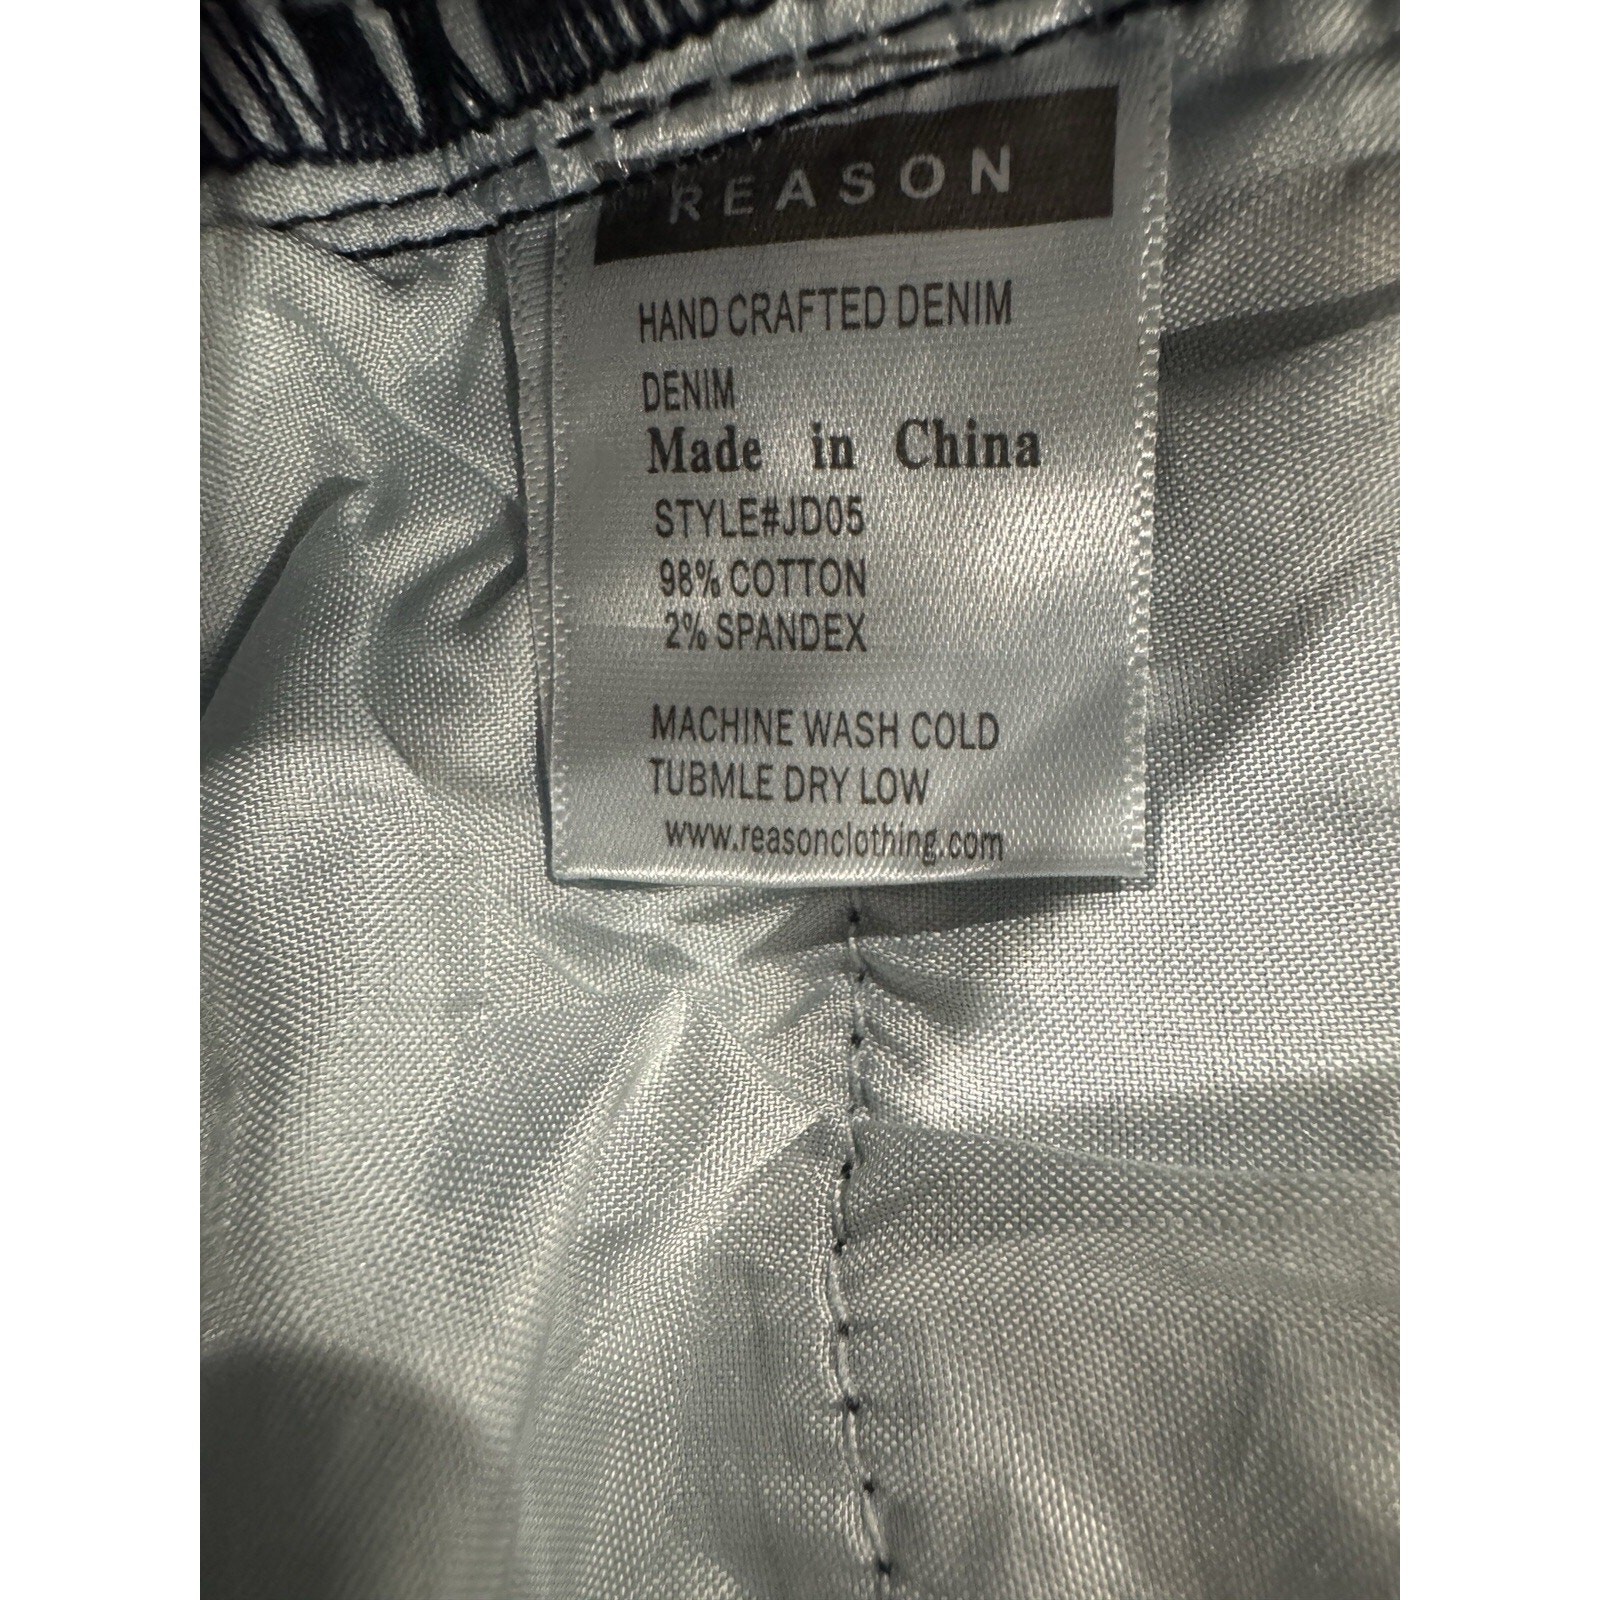 REASON
HAND CRAFTED DENIM
DENIM
Made in China
STYLE#JD05
98% COTTON
2% SPANDEX
MACHINE WASH COLD
TUBMLE DRY LOW
www.reasonclothing.com